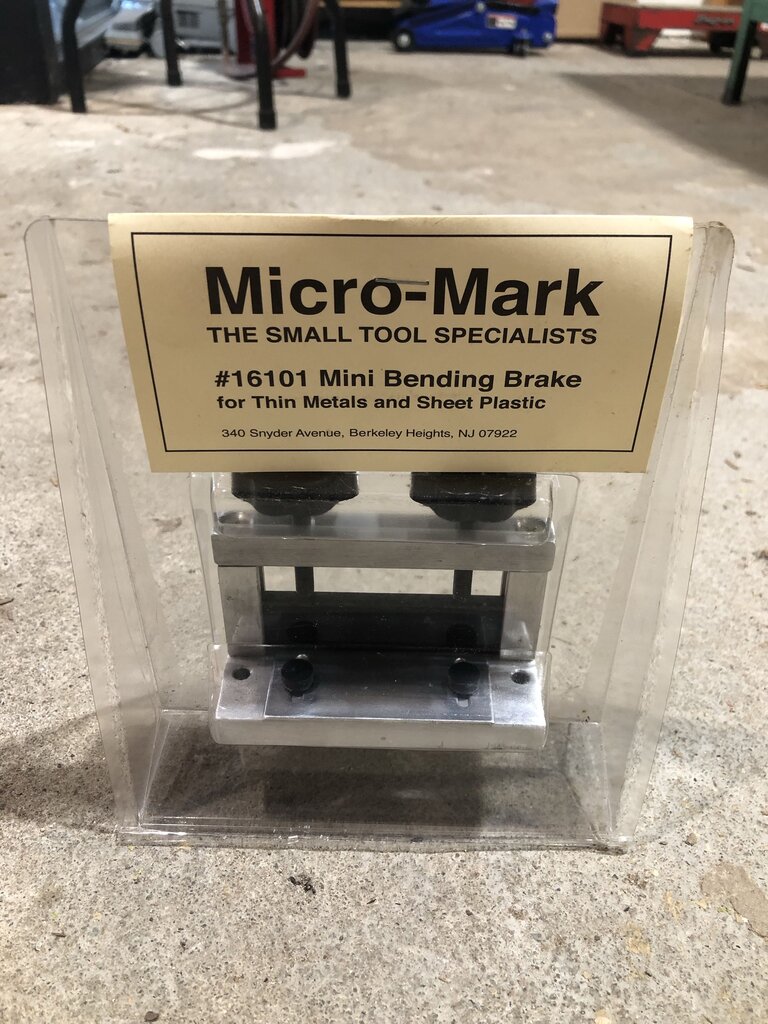 Micro-Mark
THE SMALL TOOL SPECIALISTS
#16101 Mini Bending Brake
for Thin Metals and Sheet Plastic
340 Snyder Avenue, Berkeley Heights, NJ 07922